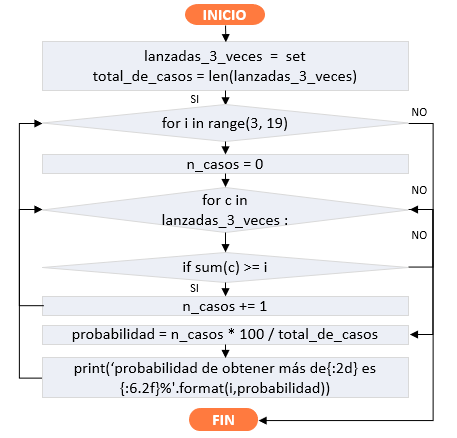 INICIO
lanzadas_3_veces = set
total_de_casos = len(lanzadas_3_veces)
SI
NO
for i in range(3, 19)
n_casos = 0
NO
for c in
lanzadas_3_veces :
NO
if sum(c) >= i
SI
n_casos += 1
probabilidad = n_casos * 100 / total_de_casos
print(‘probabilidad de obtener más de{:2d} es
{:6.2f}%'.format(i,probabilidad))
FIN